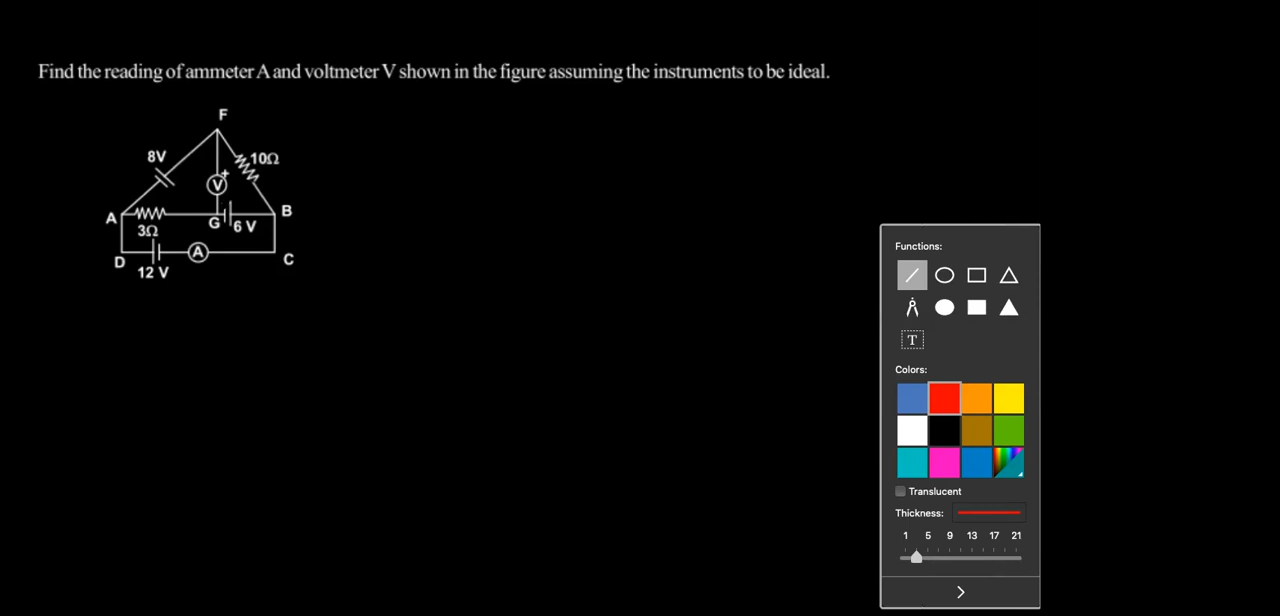 Find the reading of ammeter A and voltmeter V shown in the figure assuming the instruments to be ideal.
F
8V
10Ω
V
+
A
B
3Ω
G
6 V
A
D
C
12 V
Functions:
T
Colors:
Translucent
Thickness:
1 5 9 13 17 21